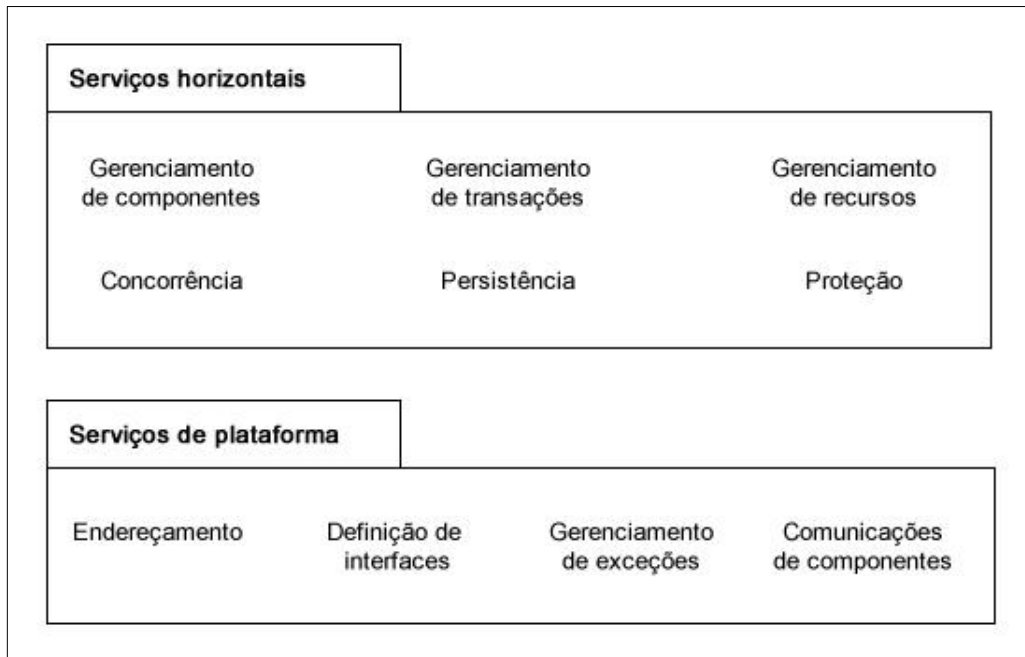 Serviços horizontais
Gerenciamento
de componentes
Gerenciamento
de transações
Gerenciamento
de recursos
Concorrência
Persistência
Proteção
Serviços de plataforma
Endereçamento
Definição de
interfaces
Gerenciamento
de exceções
Comunicações
de componentes